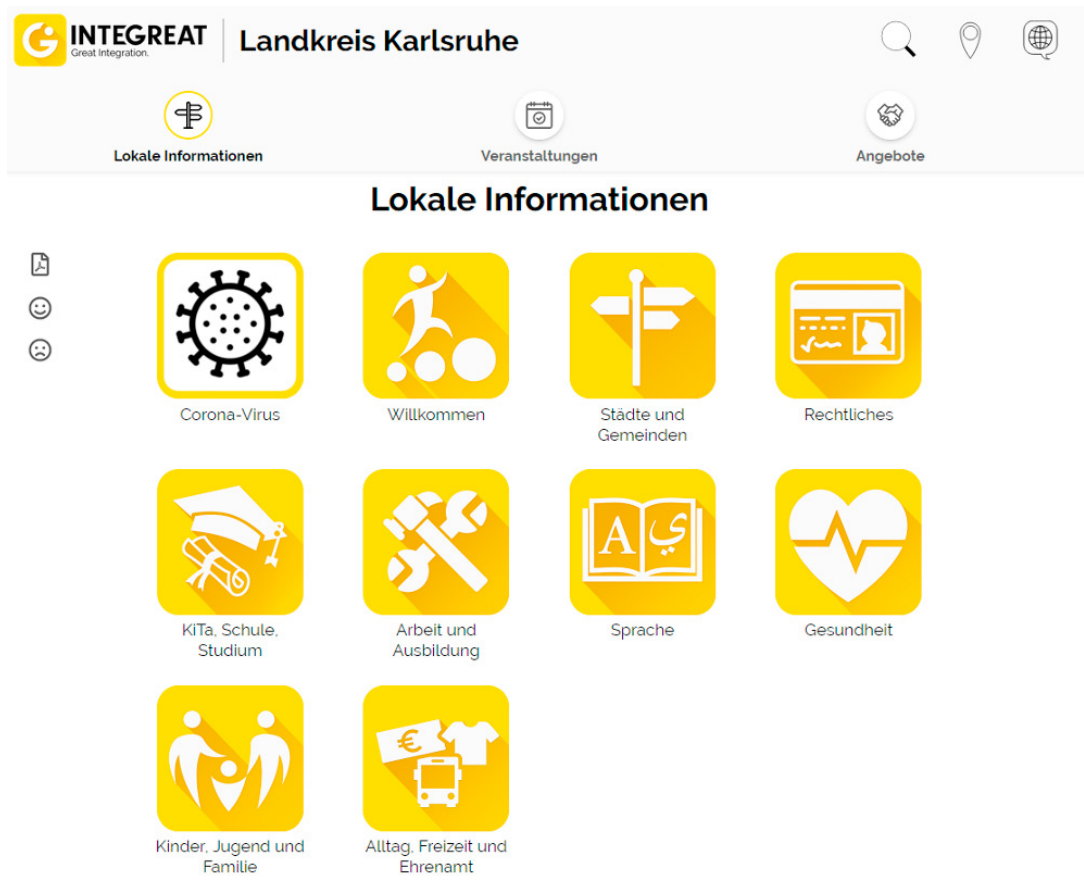 INTEGREAT
Great Integration.
Landkreis Karlsruhe
Lokale Informationen
Veranstaltungen
Angebote
Lokale Informationen
Corona-Virus
Willkommen
Städte und
Gemeinden
Rechtliches
A ي
KiTa, Schule,
Studium
Arbeit und
Ausbildung
Sprache
Gesundheit
€
Kinder, Jugend und
Familie
Alltag, Freizeit und
Ehrenamt